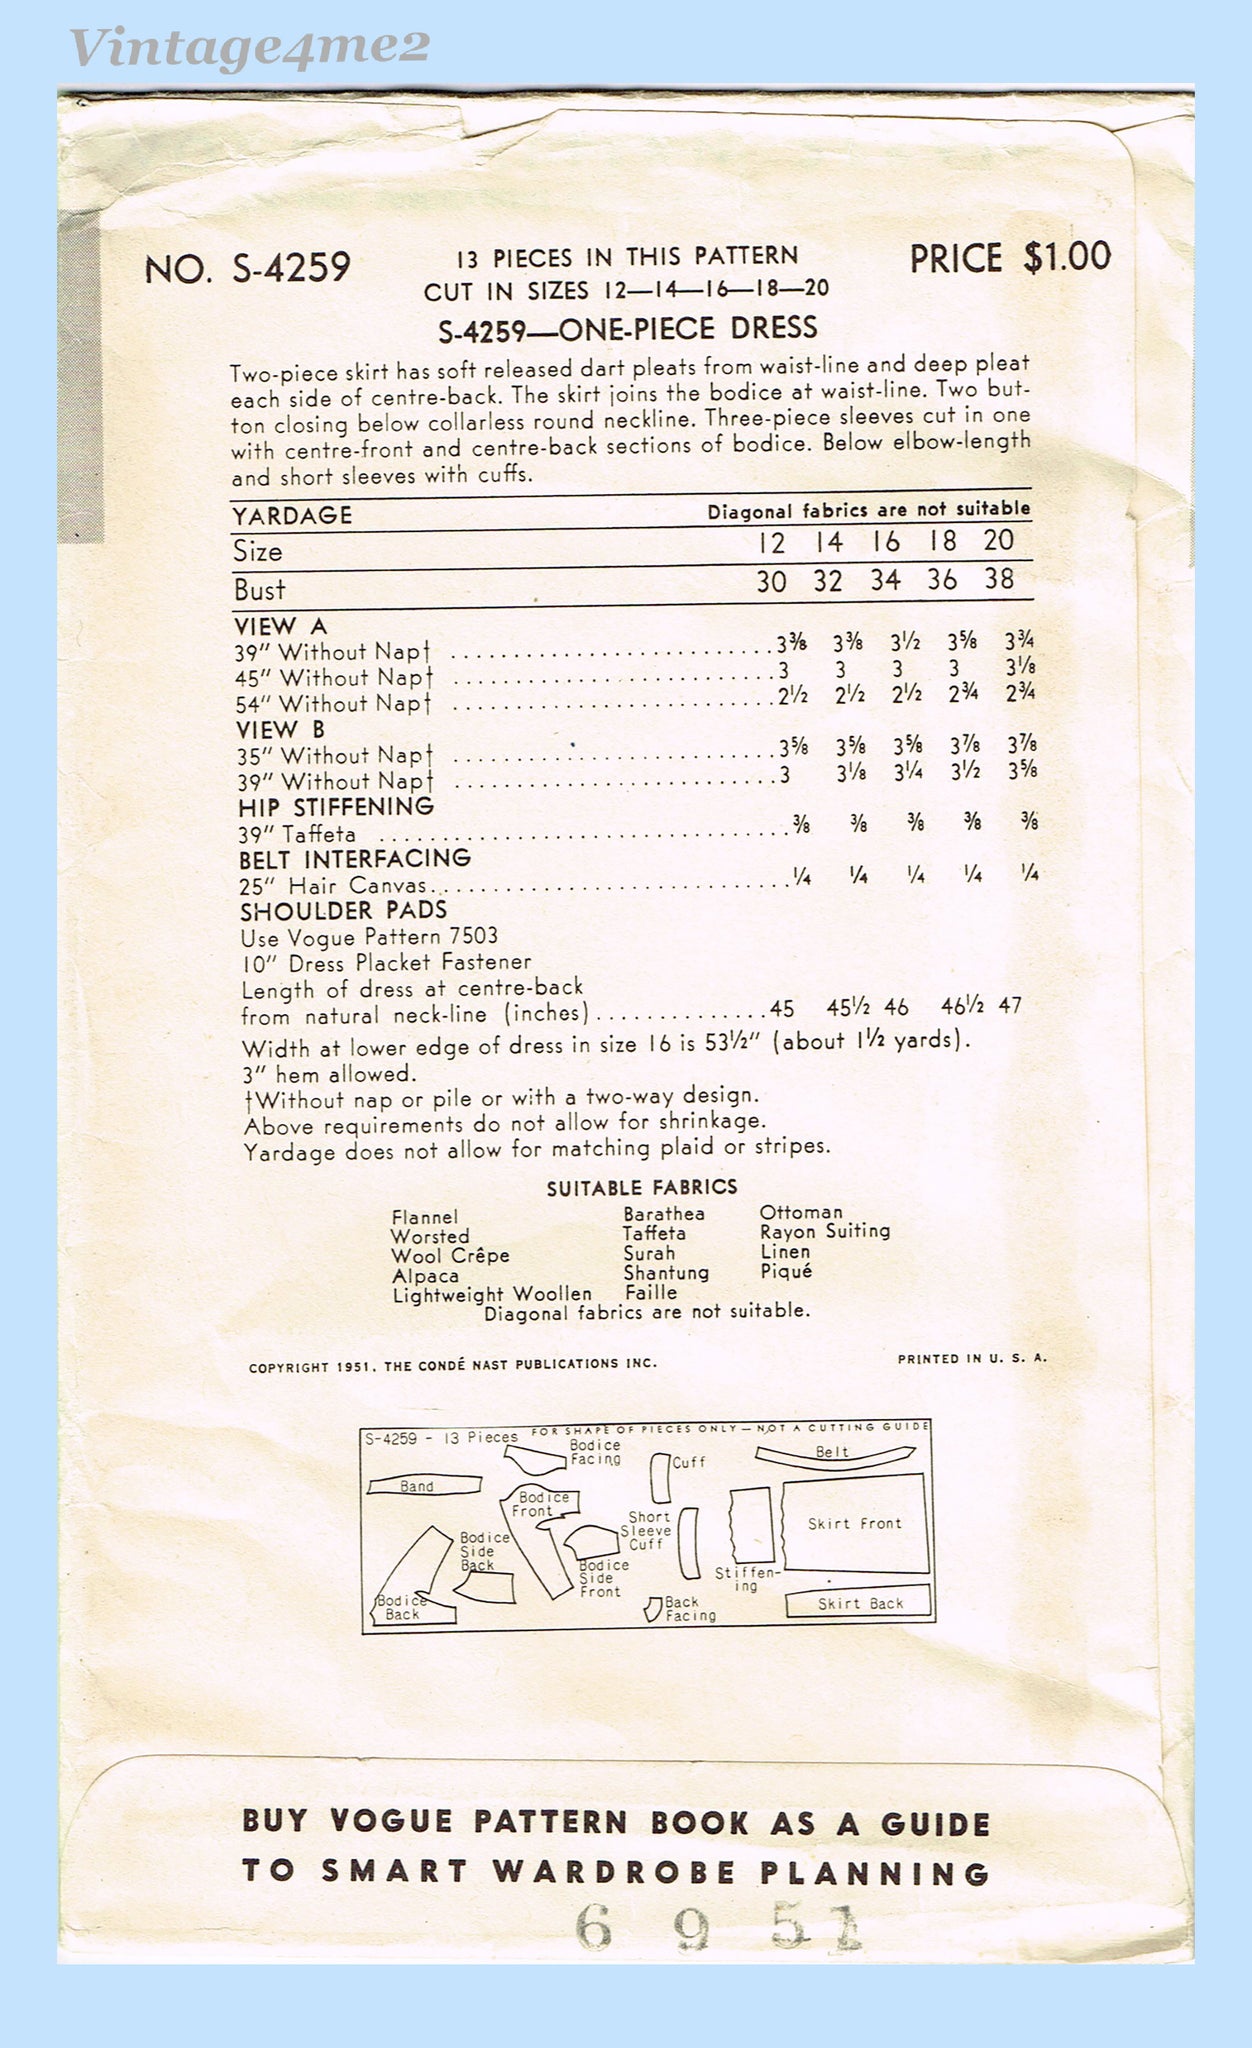 Vintage4me2
NO. S-4259
13 PIECES IN THIS PATTERN
PRICE $1.00
CUT IN SIZES 12—14—16—18—20
S-4259—ONE-PIECE DRESS
Two-piece skirt has soft released dart pleats from waist-line and deep pleat
each side of centre-back. The skirt joins the bodice at waist-line. Two but-
ton closing below collarless round neckline. Three-piece sleeves cut in one
with centre-front and centre-back sections of bodice. Below elbow-length
and short sleeves with cuffs.
YARDAGE Diagonal fabrics are not suitable
Size 12 14 16 18 20
Bust 30 32 34 36 38
VIEW A
39" Without Nap† 3⅜ 3⅜ 3½ 3⅝ 3¾
45" Without Nap† 3 3 3 3 3⅛
54" Without Nap† 2½ 2½ 2½ 2¾ 2¾
VIEW B
35" Without Nap† 3⅝ 3⅝ 3⅝ 3⅞ 3⅞
39" Without Nap† 3 3⅛ 3¼ 3½ 3⅝
HIP STIFFENING
39" Taffeta ⅜ ⅜ ⅜ ⅜ ⅜
BELT INTERFACING
25" Hair Canvas ¼ ¼ ¼ ¼ ¼
SHOULDER PADS
Use Vogue Pattern 7503
10" Dress Placket Fastener
Length of dress at centre-back
from natural neck-line (inches) 45 45½ 46 46½ 47
Width at lower edge of dress in size 16 is 53½" (about 1½ yards).
3" hem allowed.
†Without nap or pile or with a two-way design.
Above requirements do not allow for shrinkage.
Yardage does not allow for matching plaid or stripes.
SUITABLE FABRICS
Flannel Barathea Ottoman
Worsted Taffeta Rayon Suiting
Wool Crêpe Surah Linen
Alpaca Shantung Piqué
Lightweight Woollen Faille
Diagonal fabrics are not suitable.
COPYRIGHT 1951, THE CONDÉ NAST PUBLICATIONS INC. PRINTED IN U. S. A.
S-4259 - 13 Pieces FOR SHAPE OF PIECES ONLY — NOT A CUTTING GUIDE
Bodice
Facing
Cuff
Belt
Band
Bodice
Front
Short
Sleeve
Cuff
Skirt Front
Bodice
Side
Back
Bodice
Side
Front
Stiffen-
ing
Bodice
Back
Back
Facing
Skirt Back
BUY VOGUE PATTERN BOOK AS A GUIDE
TO SMART WARDROBE PLANNING
6 9 51